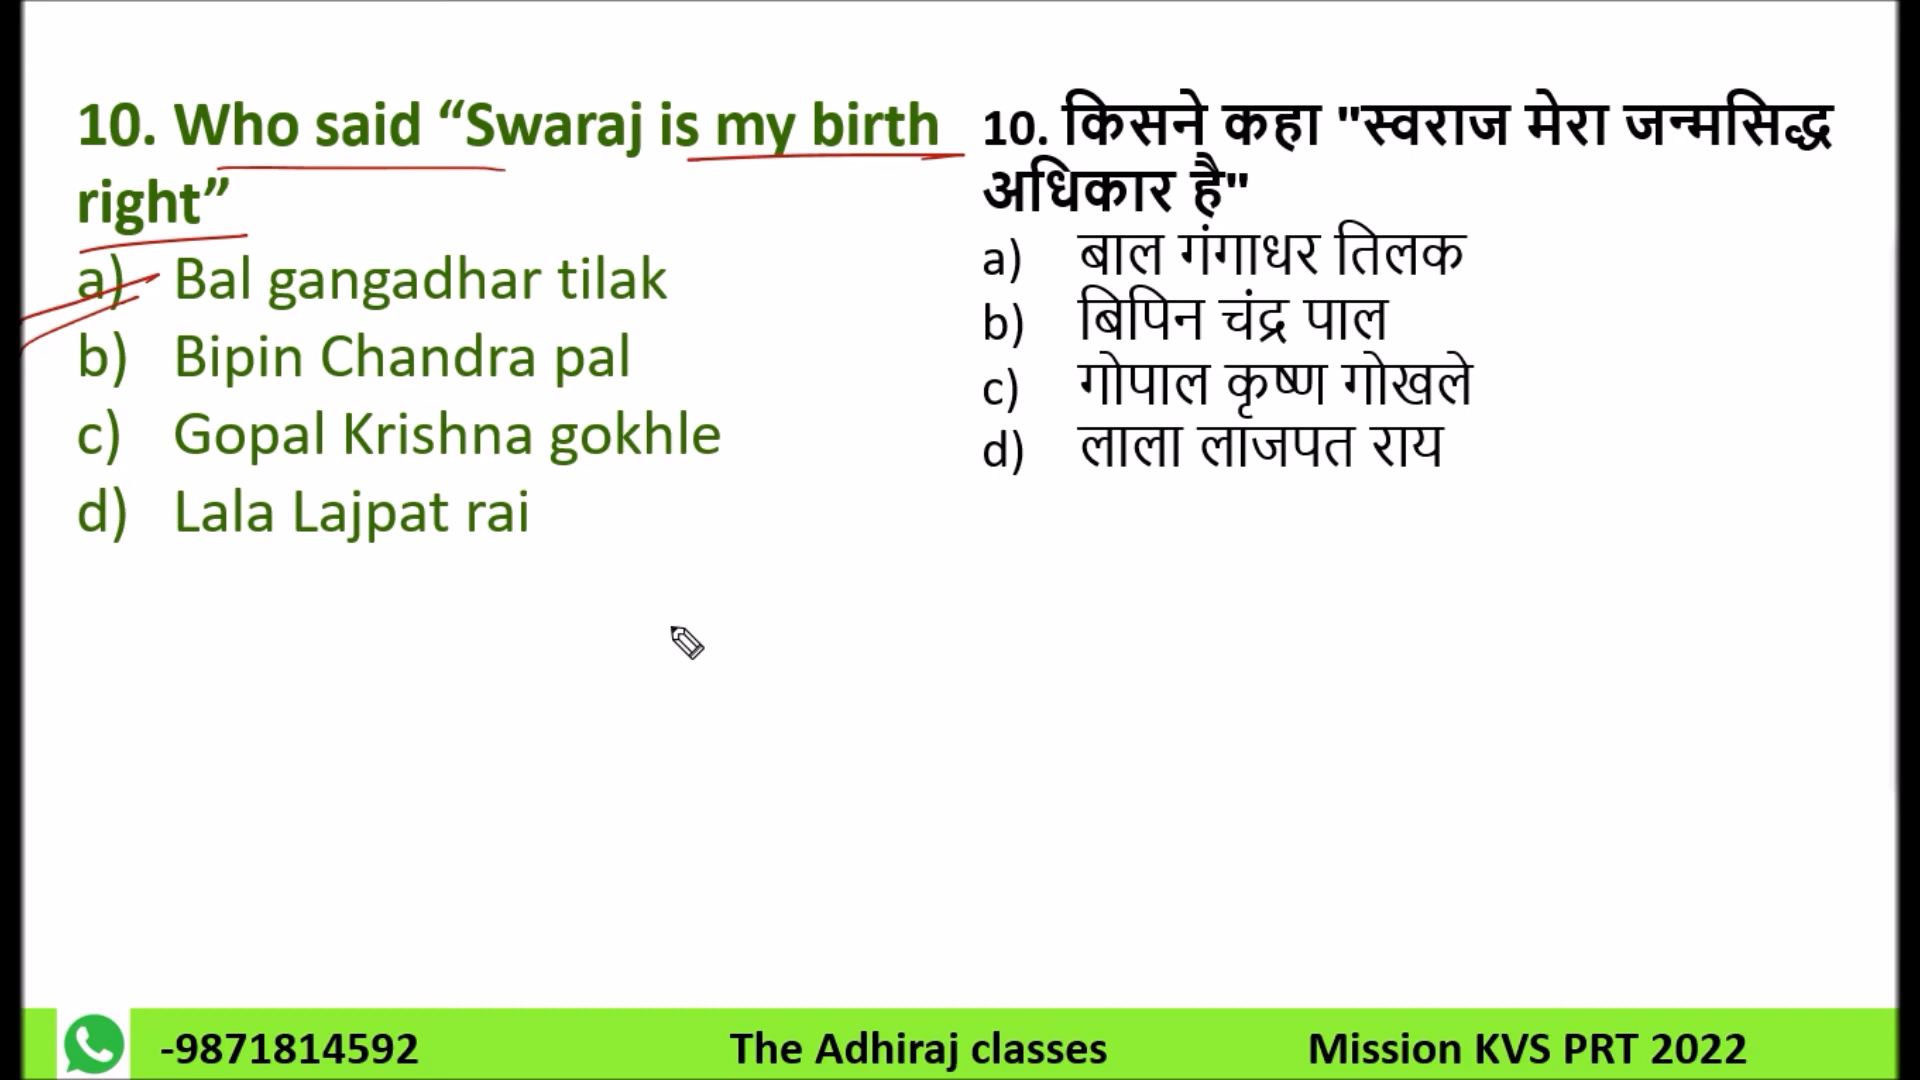 10. Who said “Swaraj is my birth
right”
a) Bal gangadhar tilak
b) Bipin Chandra pal
c) Gopal Krishna gokhle
d) Lala Lajpat rai
10. किसने कहा "स्वराज मेरा जन्मसिद्ध
अधिकार है"
a) बाल गंगाधर तिलक
b) बिपिन चंद्र पाल
c) गोपाल कृष्ण गोखले
d) लाला लाजपत राय
-9871814592 The Adhiraj classes Mission KVS PRT 2022